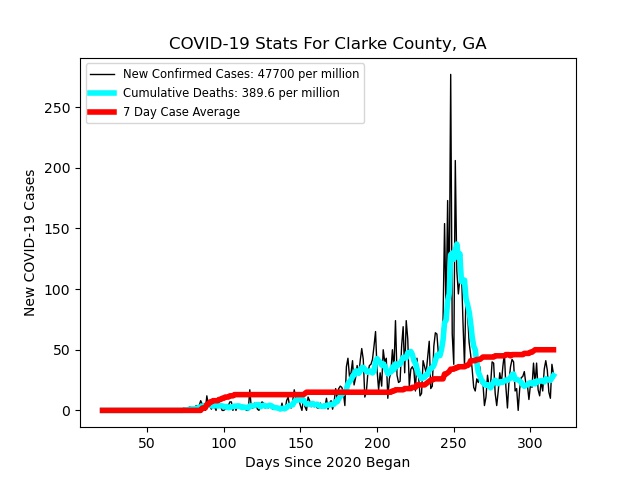 COVID-19 Stats For Clarke County, GA
New Confirmed Cases: 47700 per million
Cumulative Deaths: 389.6 per million
7 Day Case Average
New COVID-19 Cases
250
200
150
100
50
0
50 100 150 200 250 300
Days Since 2020 Began